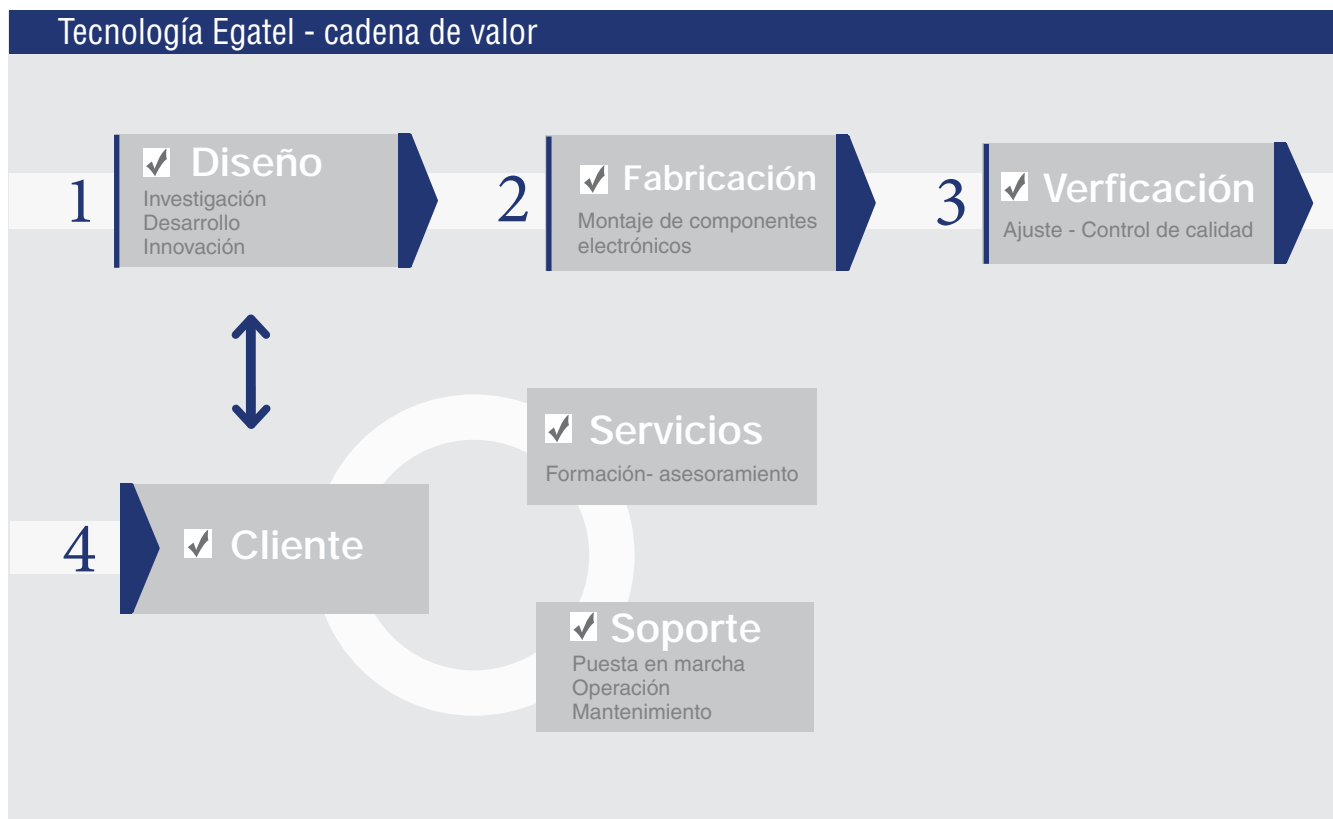 Tecnología Egatel - cadena de valor
1
Diseño
Investigación
Desarrollo
Innovación
2
Fabricación
Montaje de componentes
electrónicos
3
Verficación
Ajuste - Control de calidad
4
Cliente
Servicios
Formación- asesoramiento
Soporte
Puesta en marcha
Operación
Mantenimiento